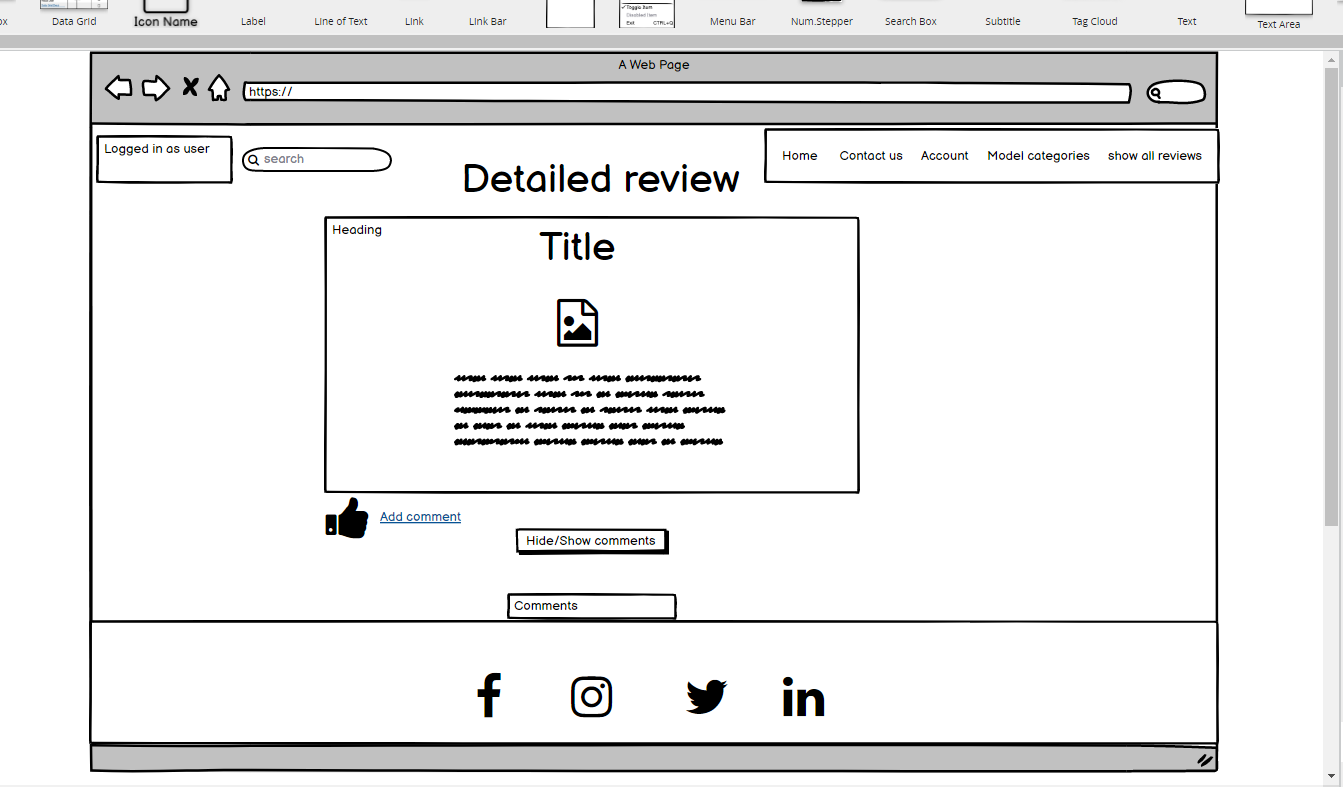 Data Grid
Icon Name
Label
Line of Text
Link
Link Bar
Toggle Item
Disabled Item
Exit CTRL+Q
Menu Bar
Num.Stepper
Search Box
Subtitle
Tag Cloud
Text
Text Area
A Web Page
https://
Logged in as user
search
Home Contact us Account Model categories show all reviews
Detailed review
Heading
Title
Add comment
Hide/Show comments
Comments